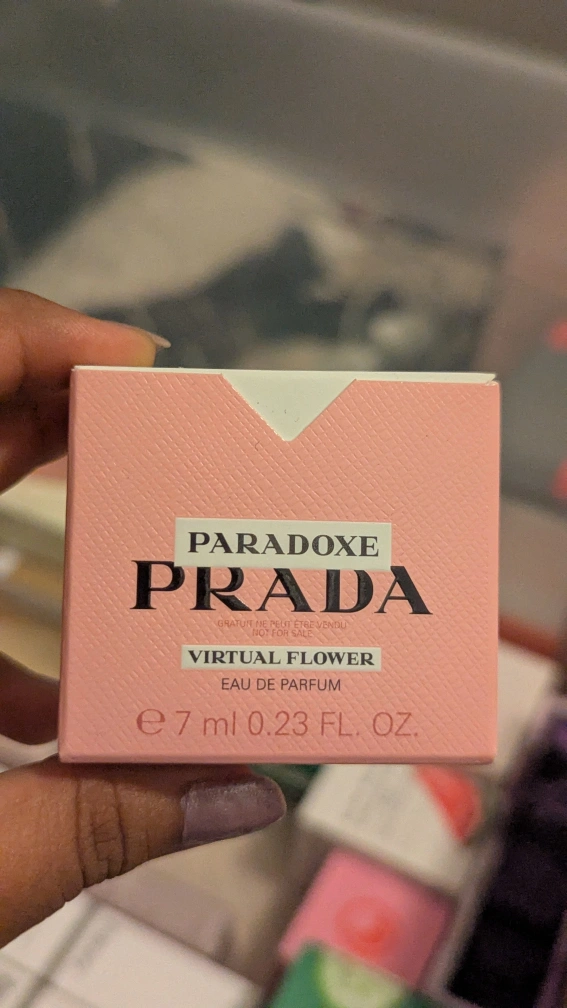 PARADOXE
PRADA
GRATUIT NE PEUT ÊTRE VENDU
NOT FOR SALE
VIRTUAL FLOWER
EAU DE PARFUM
℮ 7 ml 0.23 FL. OZ.